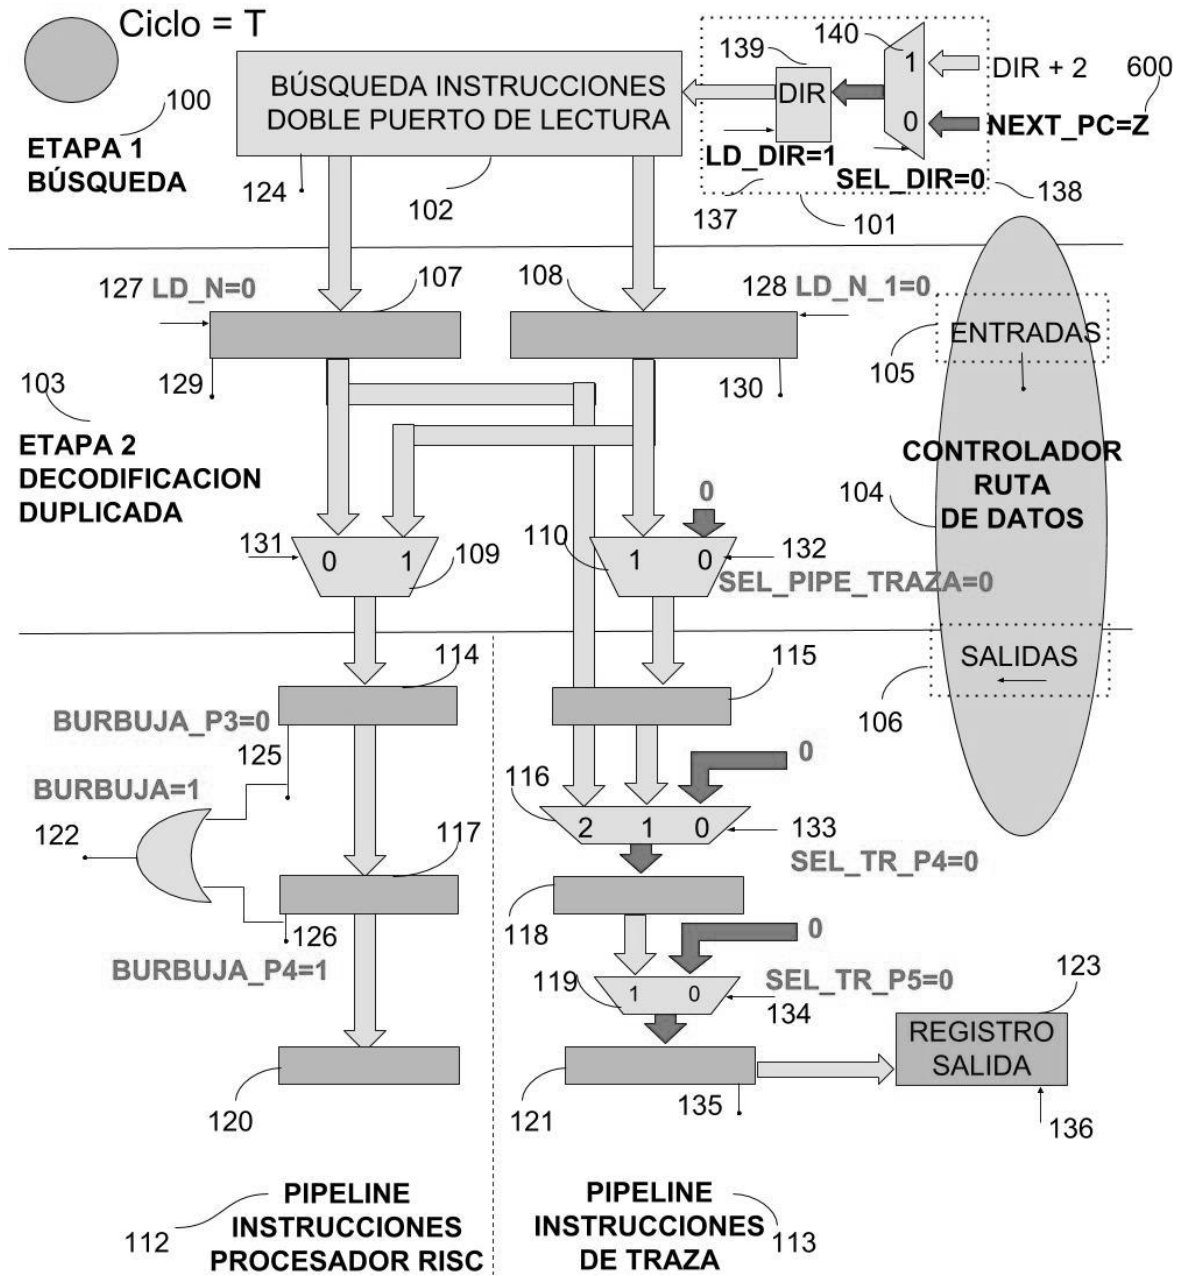 Ciclo = T
100
ETAPA 1
BÚSQUEDA
BÚSQUEDA INSTRUCCIONES
DOBLE PUERTO DE LECTURA
124
102
139
140
DIR
1
0
DIR + 2
600
NEXT_PC=Z
LD_DIR=1
SEL_DIR=0
137
101
138
127 LD_N=0
107
108
128 LD_N_1=0
129
130
105
ENTRADAS
103
ETAPA 2
DECODIFICACION
DUPLICADA
CONTROLADOR
RUTA
DE DATOS
104
0
131
0 1
109
110
1 0
132
SEL_PIPE_TRAZA=0
114
115
SALIDAS
106
BURBUJA_P3=0
125
0
BURBUJA=1
116
122
2 1 0
133
117
SEL_TR_P4=0
118
0
126
BURBUJA_P4=1
119
1 0
SEL_TR_P5=0
134
123
REGISTRO
SALIDA
120
121
135
136
PIPELINE
INSTRUCCIONES
PROCESADOR RISC
112
PIPELINE
INSTRUCCIONES
DE TRAZA
113